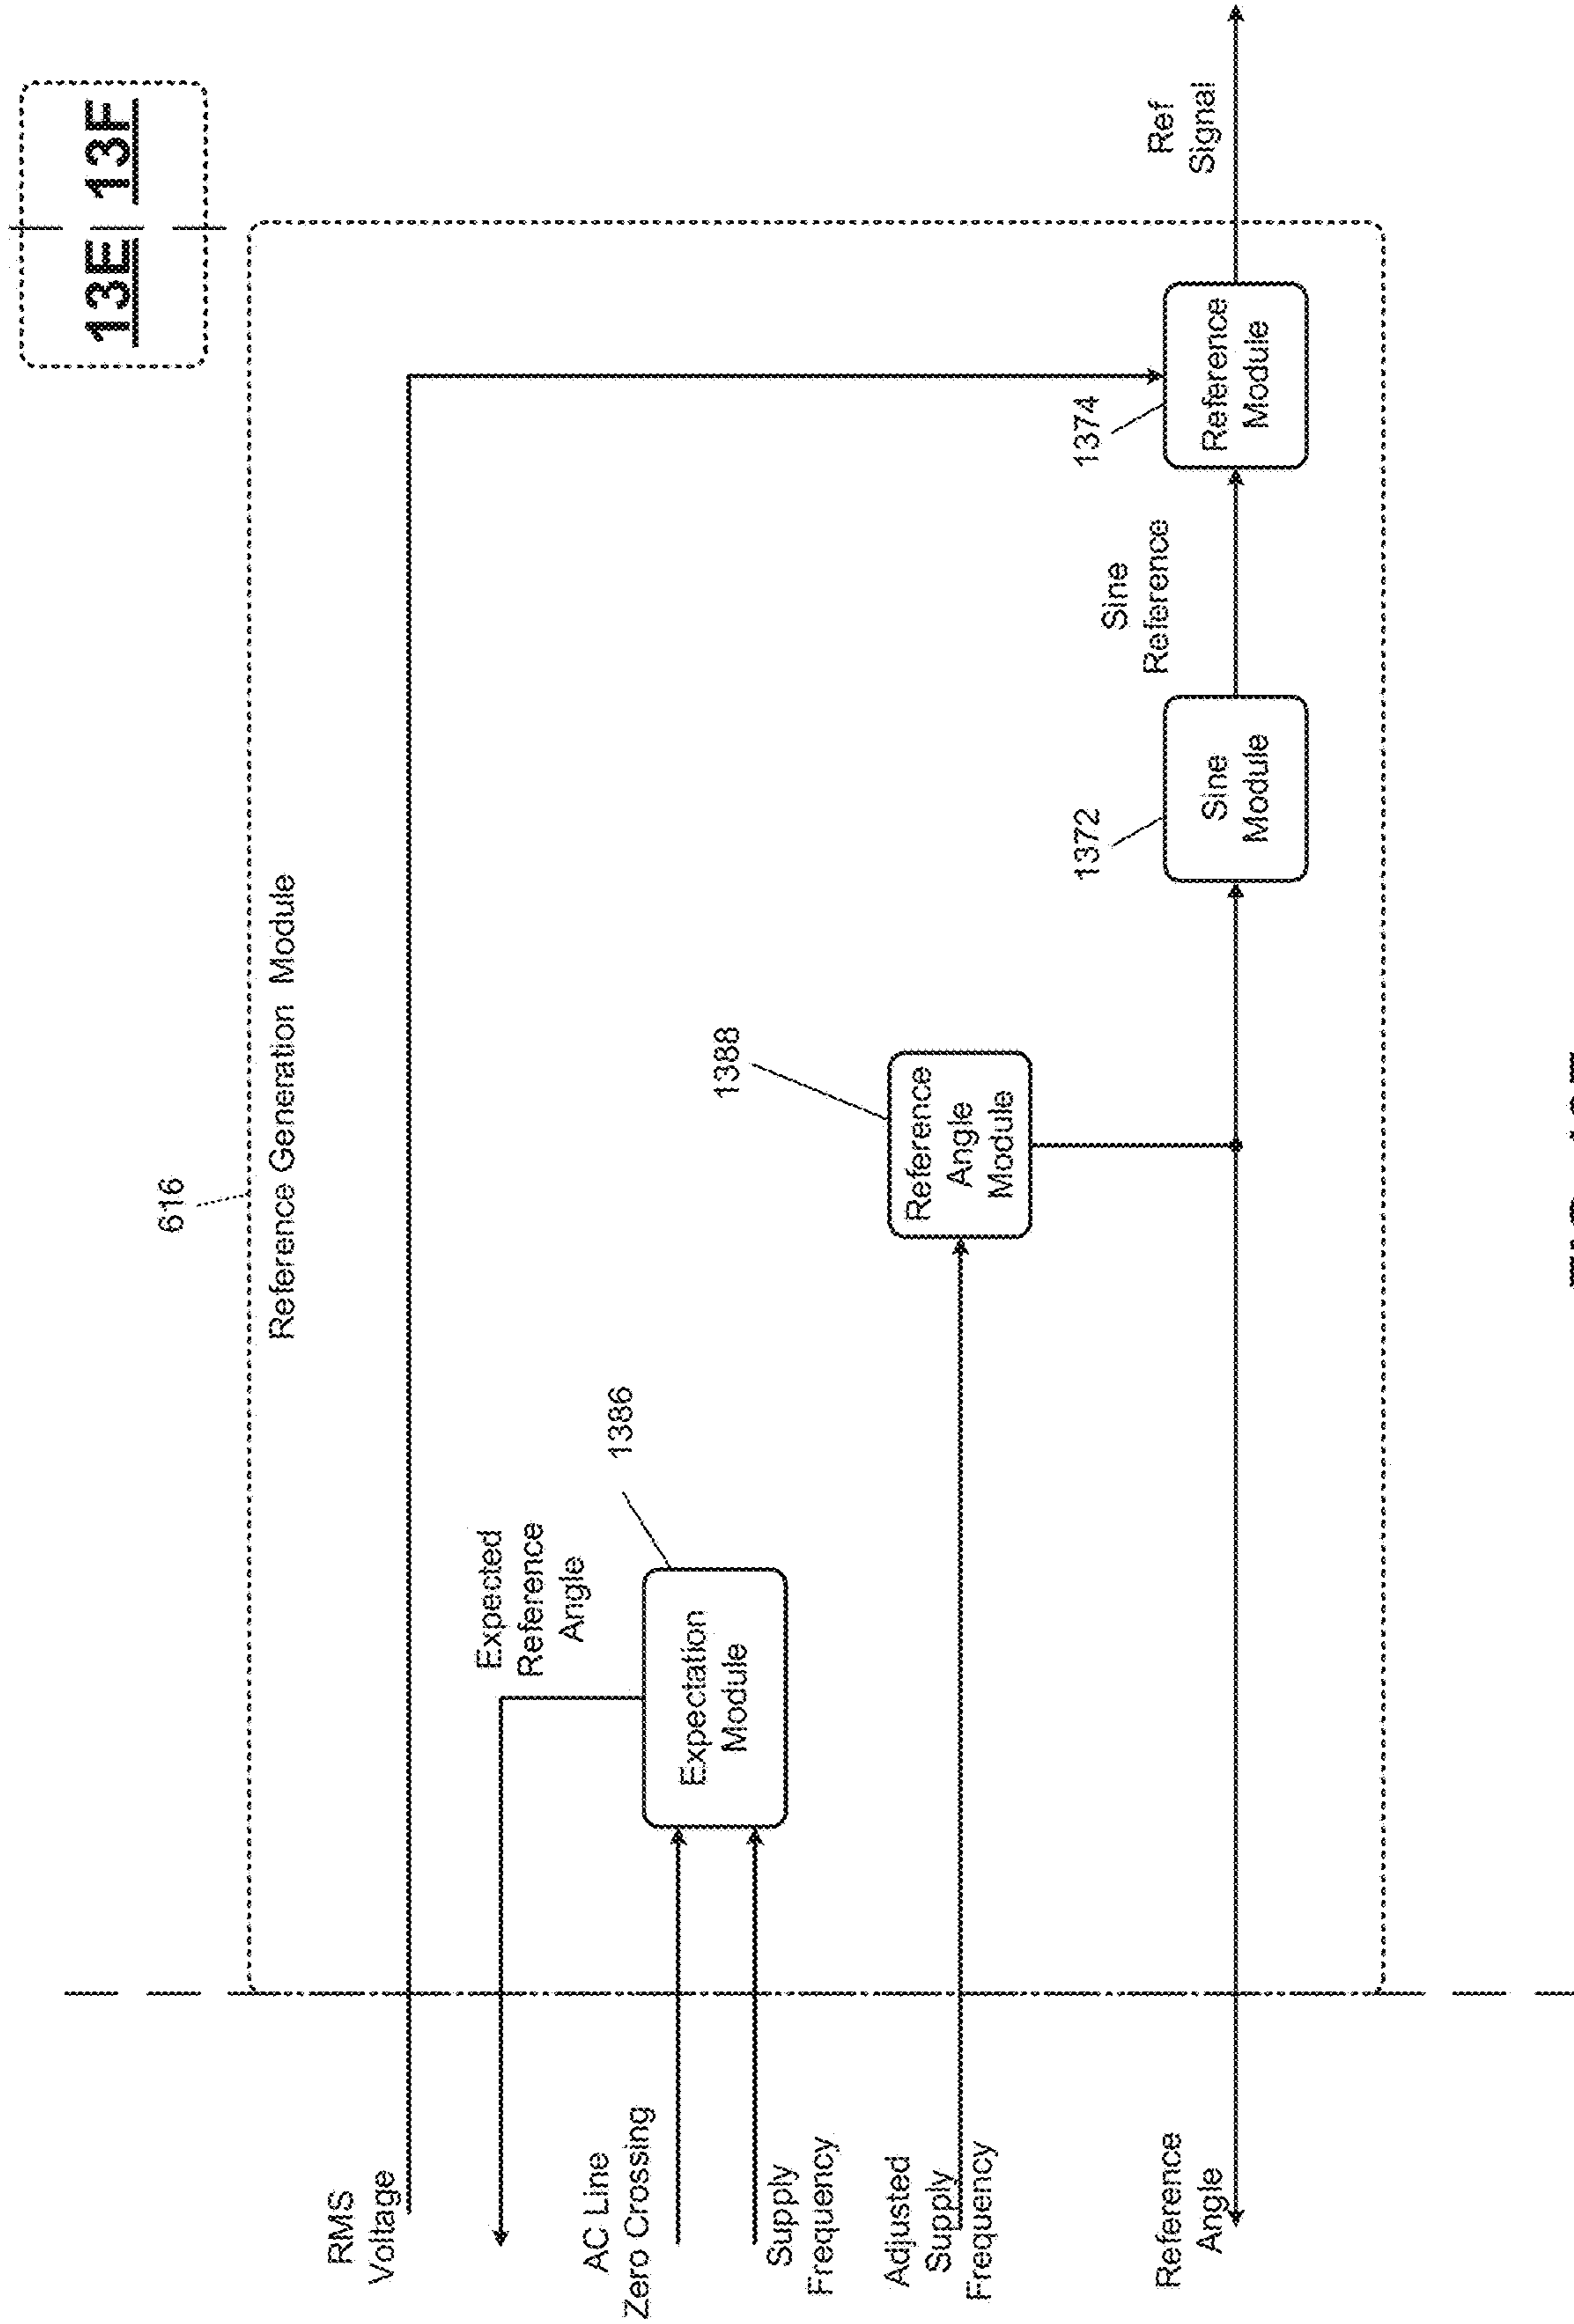 13E 13F
616
Reference Generation Module
RMS
Voltage
Expected
Reference
Angle
1386
AC Line
Zero Crossing
Expectation
Module
Supply
Frequency
1388
Adjusted
Supply
Frequency
Reference
Angle
Module
1372
Sine
Reference
1374
Ref
Signal
Reference
Angle
Sine
Module
Reference
Module